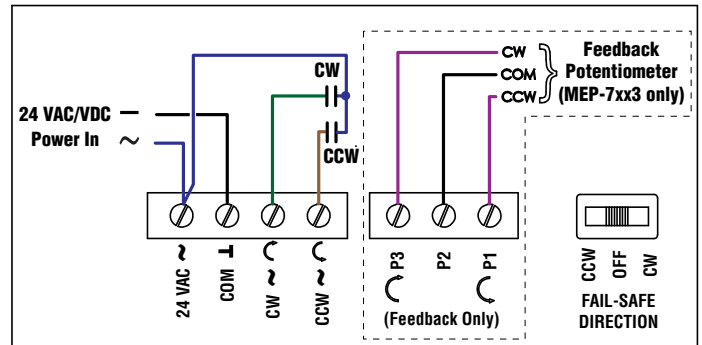 CW
24 VAC/VDC –
Power In ~
CCW
CW
COM
CCW
Feedback
Potentiometer
(MEP-7xx3 only)
24 VAC ~
COM
CW ~
CCW ~
P3
P2
P1
(Feedback Only)
CCW
OFF
CW
FAIL-SAFE
DIRECTION